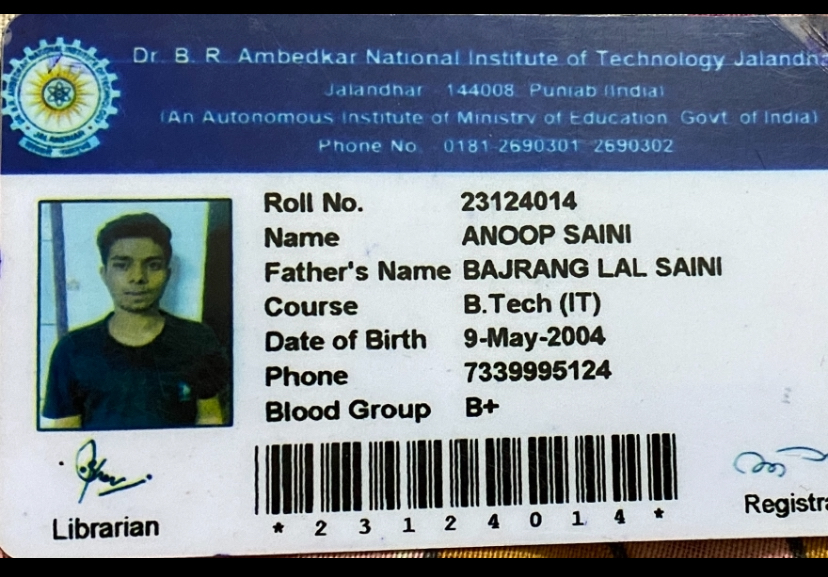 Dr. B. R. Ambedkar National Institute of Technology Jalandha
Jalandhar - 144008, Punjab (India)
(An Autonomous Institute of Ministry of Education, Govt. of India)
Phone No. : 0181-2690301, 2690302
JALANDHAR
Roll No. 23124014
Name ANOOP SAINI
Father's Name BAJRANG LAL SAINI
Course B.Tech (IT)
Date of Birth 9-May-2004
Phone 7339995124
Blood Group B+
* 2 3 1 2 4 0 1 4 *
Librarian
Registra